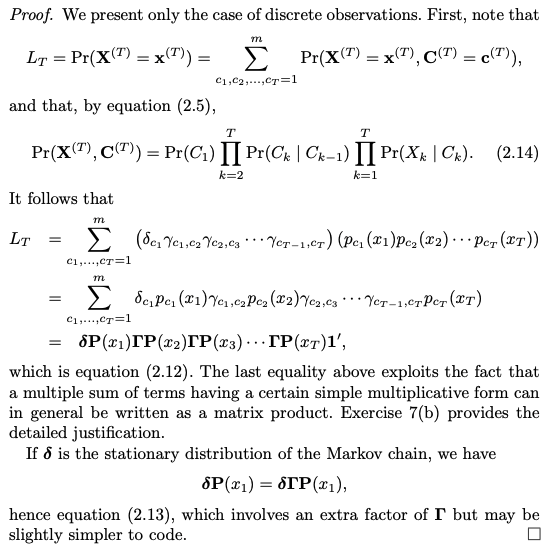 Proof. We present only the case of discrete observations. First, note that
$L_T = \Pr(\mathbf{X}^{(T)} = \mathbf{x}^{(T)}) = \sum_{c_1,c_2,\ldots,c_T=1}^{m} \Pr(\mathbf{X}^{(T)} = \mathbf{x}^{(T)}, \mathbf{C}^{(T)} = \mathbf{c}^{(T)}),$
and that, by equation (2.5),
$\Pr(\mathbf{X}^{(T)}, \mathbf{C}^{(T)}) = \Pr(C_1) \prod_{k=2}^{T} \Pr(C_k \mid C_{k-1}) \prod_{k=1}^{T} \Pr(X_k \mid C_k).$ (2.14)
It follows that
$L_T = \sum_{c_1,\ldots,c_T=1}^{m} \left(\delta_{c_1}\gamma_{c_1,c_2}\gamma_{c_2,c_3}\cdots\gamma_{c_{T-1},c_T}\right)\left(p_{c_1}(x_1)p_{c_2}(x_2)\cdots p_{c_T}(x_T)\right)$
$= \sum_{c_1,\ldots,c_T=1}^{m} \delta_{c_1}p_{c_1}(x_1)\gamma_{c_1,c_2}p_{c_2}(x_2)\gamma_{c_2,c_3}\cdots\gamma_{c_{T-1},c_T}p_{c_T}(x_T)$
$= \boldsymbol{\delta}\mathbf{P}(x_1)\boldsymbol{\Gamma}\mathbf{P}(x_2)\boldsymbol{\Gamma}\mathbf{P}(x_3)\cdots\boldsymbol{\Gamma}\mathbf{P}(x_T)\mathbf{1}',$
which is equation (2.12). The last equality above exploits the fact that
a multiple sum of terms having a certain simple multiplicative form can
in general be written as a matrix product. Exercise 7(b) provides the
detailed justification.
If $\boldsymbol{\delta}$ is the stationary distribution of the Markov chain, we have
$\boldsymbol{\delta}\mathbf{P}(x_1) = \boldsymbol{\delta}\boldsymbol{\Gamma}\mathbf{P}(x_1),$
hence equation (2.13), which involves an extra factor of $\boldsymbol{\Gamma}$ but may be
slightly simpler to code. □